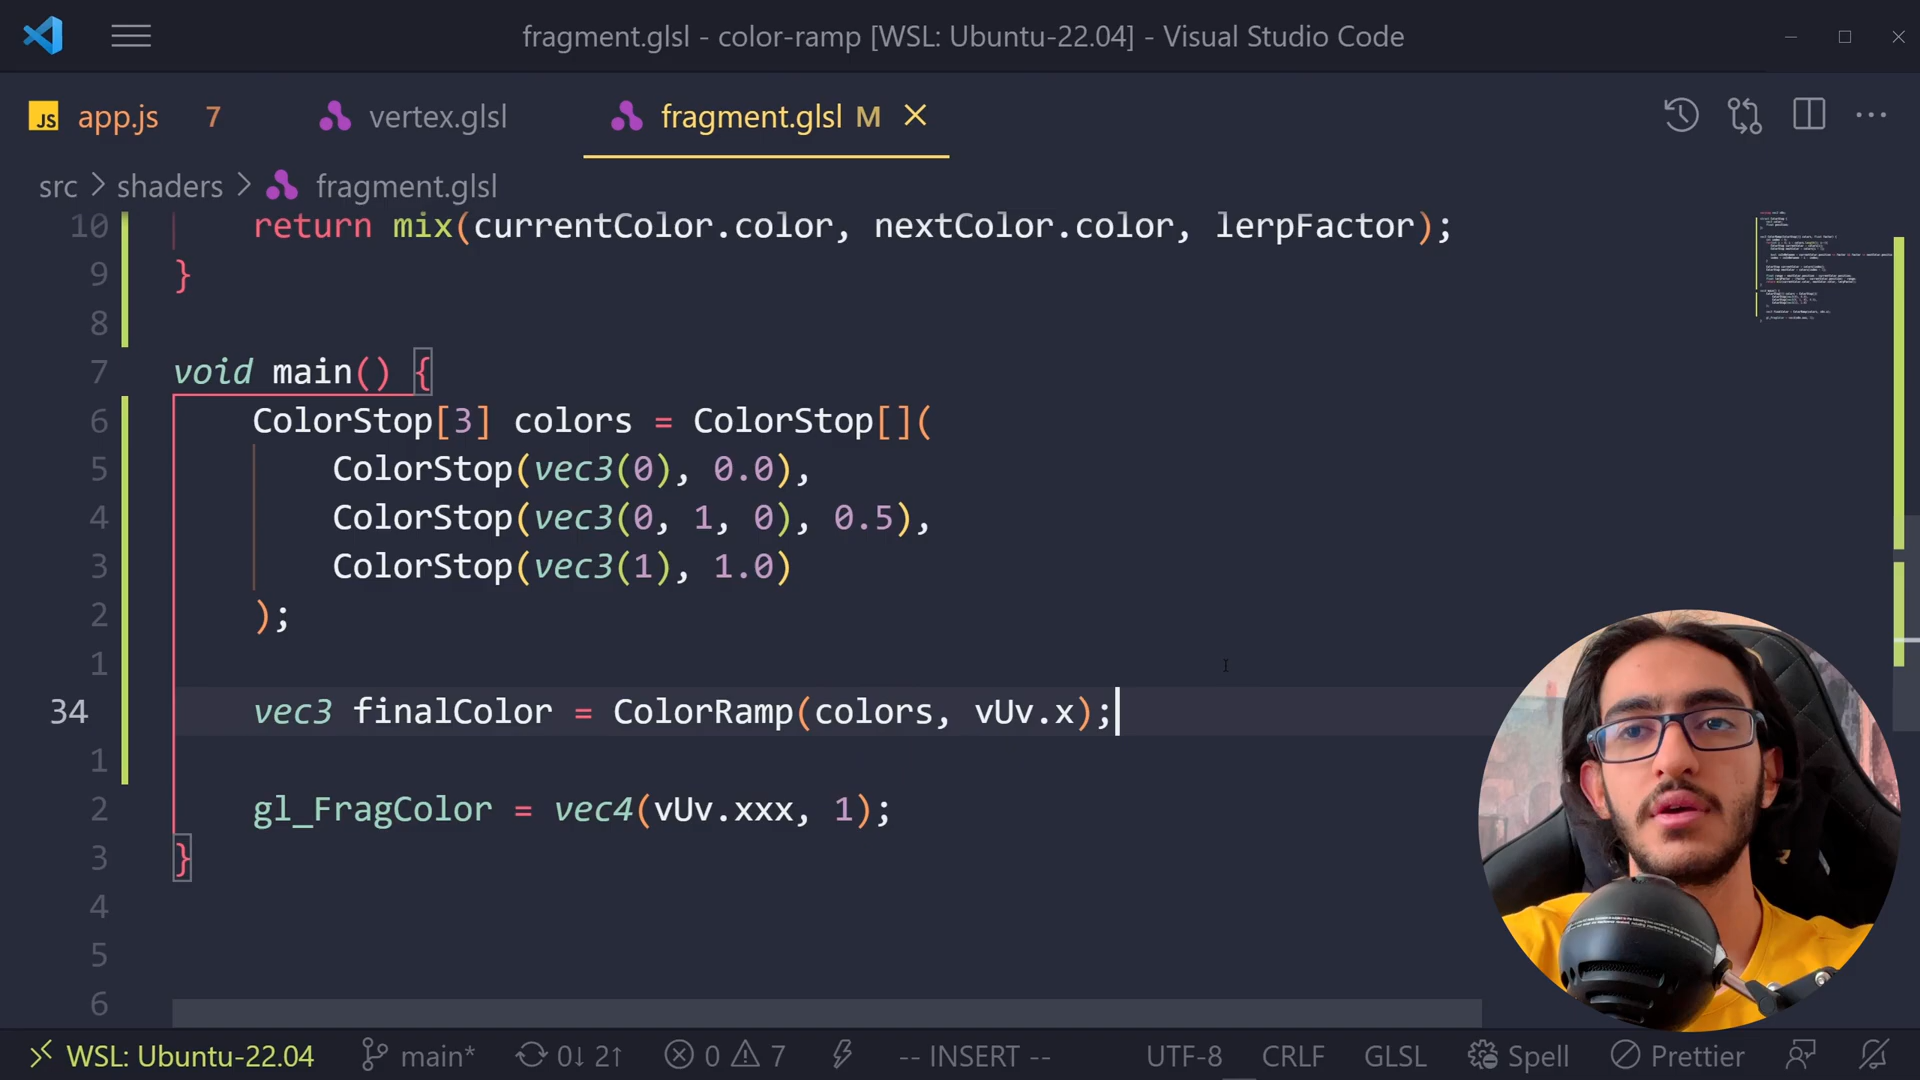 fragment.glsl - color-ramp [WSL: Ubuntu-22.04] - Visual Studio Code
JS app.js 7 vertex.glsl fragment.glsl M
src > shaders > fragment.glsl
10 return mix(currentColor.color, nextColor.color, lerpFactor);
9 }
8
7 void main() {
6 ColorStop[3] colors = ColorStop[](
5 ColorStop(vec3(0), 0.0),
4 ColorStop(vec3(0, 1, 0), 0.5),
3 ColorStop(vec3(1), 1.0)
2 );
1
34 vec3 finalColor = ColorRamp(colors, vUv.x);
1
2 gl_FragColor = vec4(vUv.xxx, 1);
3 }
4
5
6
WSL: Ubuntu-22.04 main* 0↓ 2↑ 0 7 -- INSERT -- UTF-8 CRLF GLSL Spell Prettier